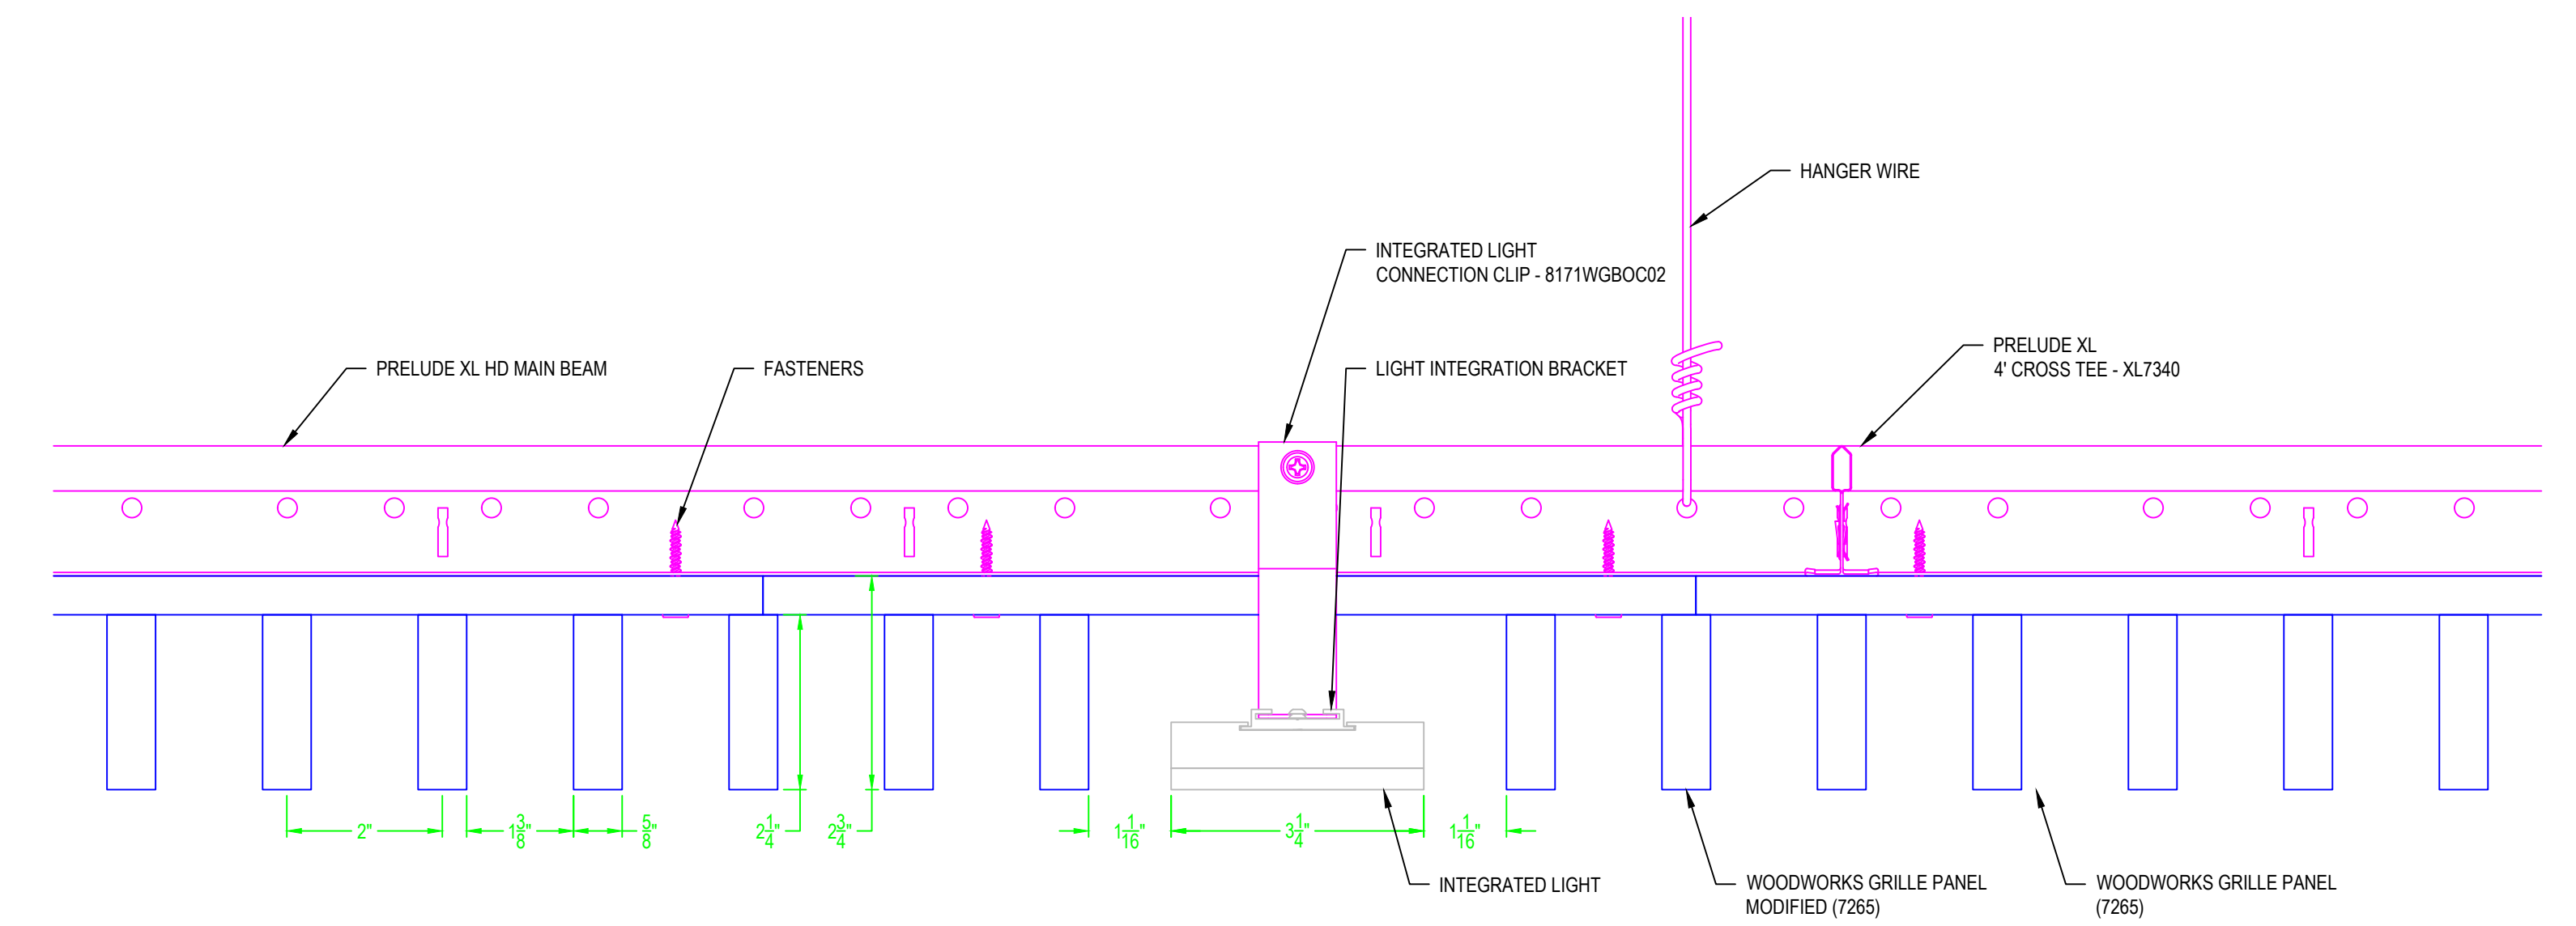 HANGER WIRE
INTEGRATED LIGHT
CONNECTION CLIP - 8171WGBOC02
PRELUDE XL
4' CROSS TEE - XL7340
PRELUDE XL HD MAIN BEAM
FASTENERS
LIGHT INTEGRATION BRACKET
2"
1 3/8"
5/8"
2 1/4"
2 3/4"
1 1/16"
3 1/4"
1 1/16"
INTEGRATED LIGHT
WOODWORKS GRILLE PANEL
MODIFIED (7265)
WOODWORKS GRILLE PANEL
(7265)